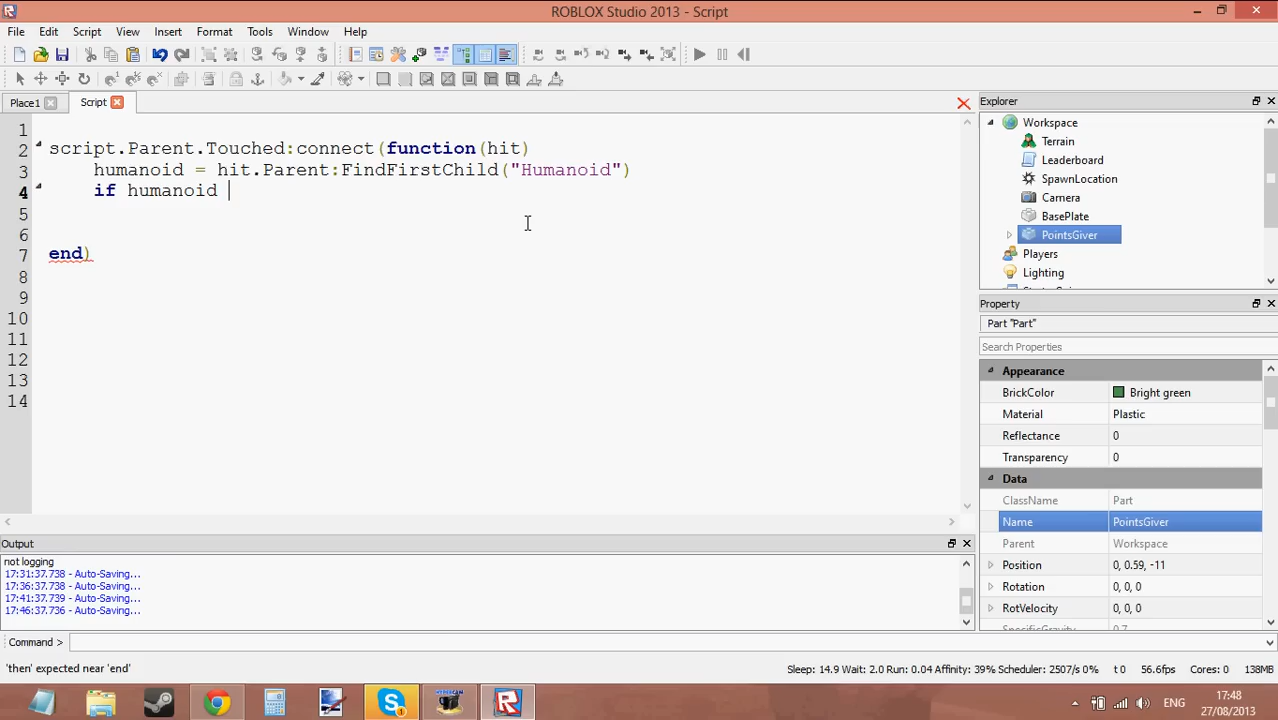 ROBLOX Studio 2013 - Script
File Edit Script View Insert Format Tools Window Help
Place1 Script
1
2 script.Parent.Touched:connect(function(hit)
3 humanoid = hit.Parent:FindFirstChild("Humanoid")
4 if humanoid
5
6
7 end)
8
9
10
11
12
13
14
Explorer
Workspace
Terrain
Leaderboard
SpawnLocation
Camera
BasePlate
PointsGiver
Players
Lighting
Property
Part "Part"
Search Properties
Appearance
BrickColor Bright green
Material Plastic
Reflectance 0
Transparency 0
Data
ClassName Part
Name PointsGiver
Parent Workspace
Position 0, 0.59, -11
Rotation 0, 0, 0
RotVelocity 0, 0, 0
Output
not logging
17:31:37.738 - Auto-Saving...
17:36:37.738 - Auto-Saving...
17:41:37.739 - Auto-Saving...
17:46:37.736 - Auto-Saving...
Command >
'then' expected near 'end'
Sleep: 14.9 Wait: 2.0 Run: 0.04 Affinity: 39% Scheduler: 2507/s 0% t 0 56.6fps Cores: 0 138MB
ENG
17:48
27/08/2013